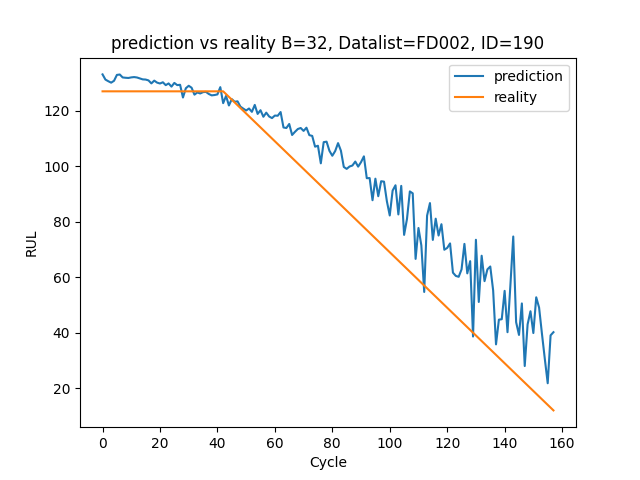 prediction vs reality B=32, Datalist=FD002, ID=190
prediction
reality
RUL
120
100
80
60
40
20
0 20 40 60 80 100 120 140 160
Cycle